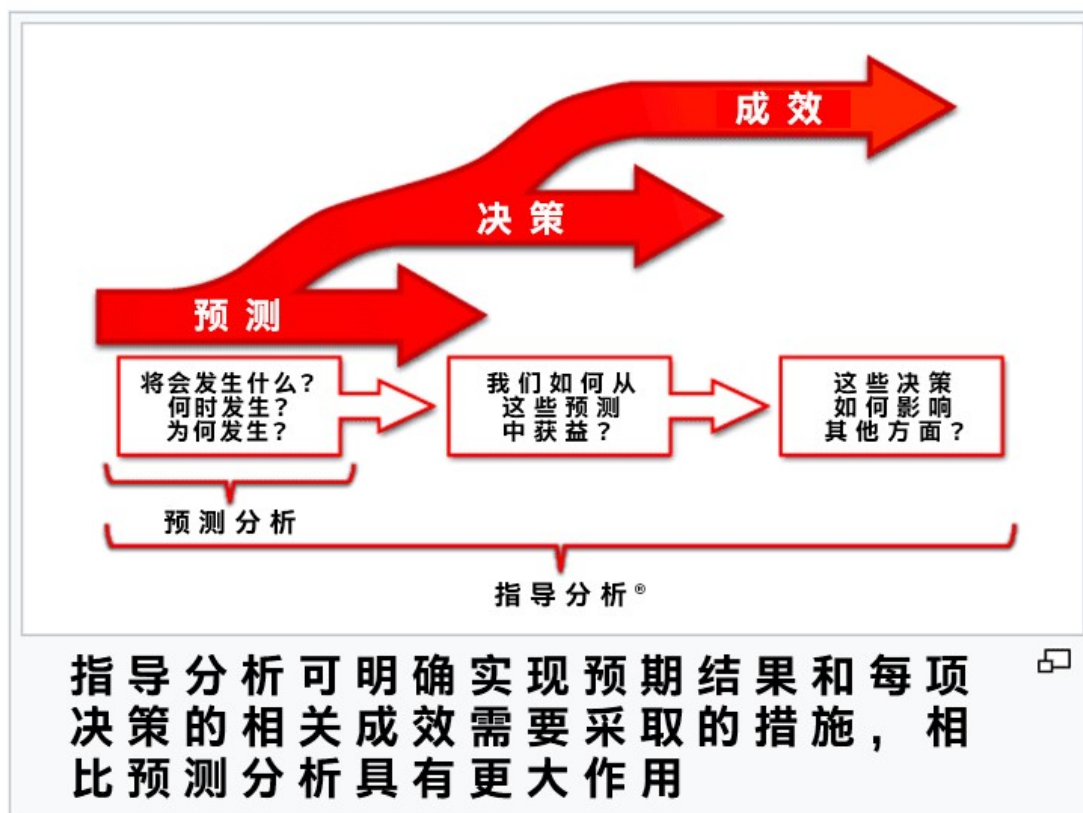 成效
决策
预测
将会发生什么?
何时发生?
为何发生?
我们如何从
这些预测
中获益?
这些决策
如何影响
其他方面?
预测分析
指导分析®
指导分析可明确实现预期结果和每项
决策的相关成效需要采取的措施，相
比预测分析具有更大作用